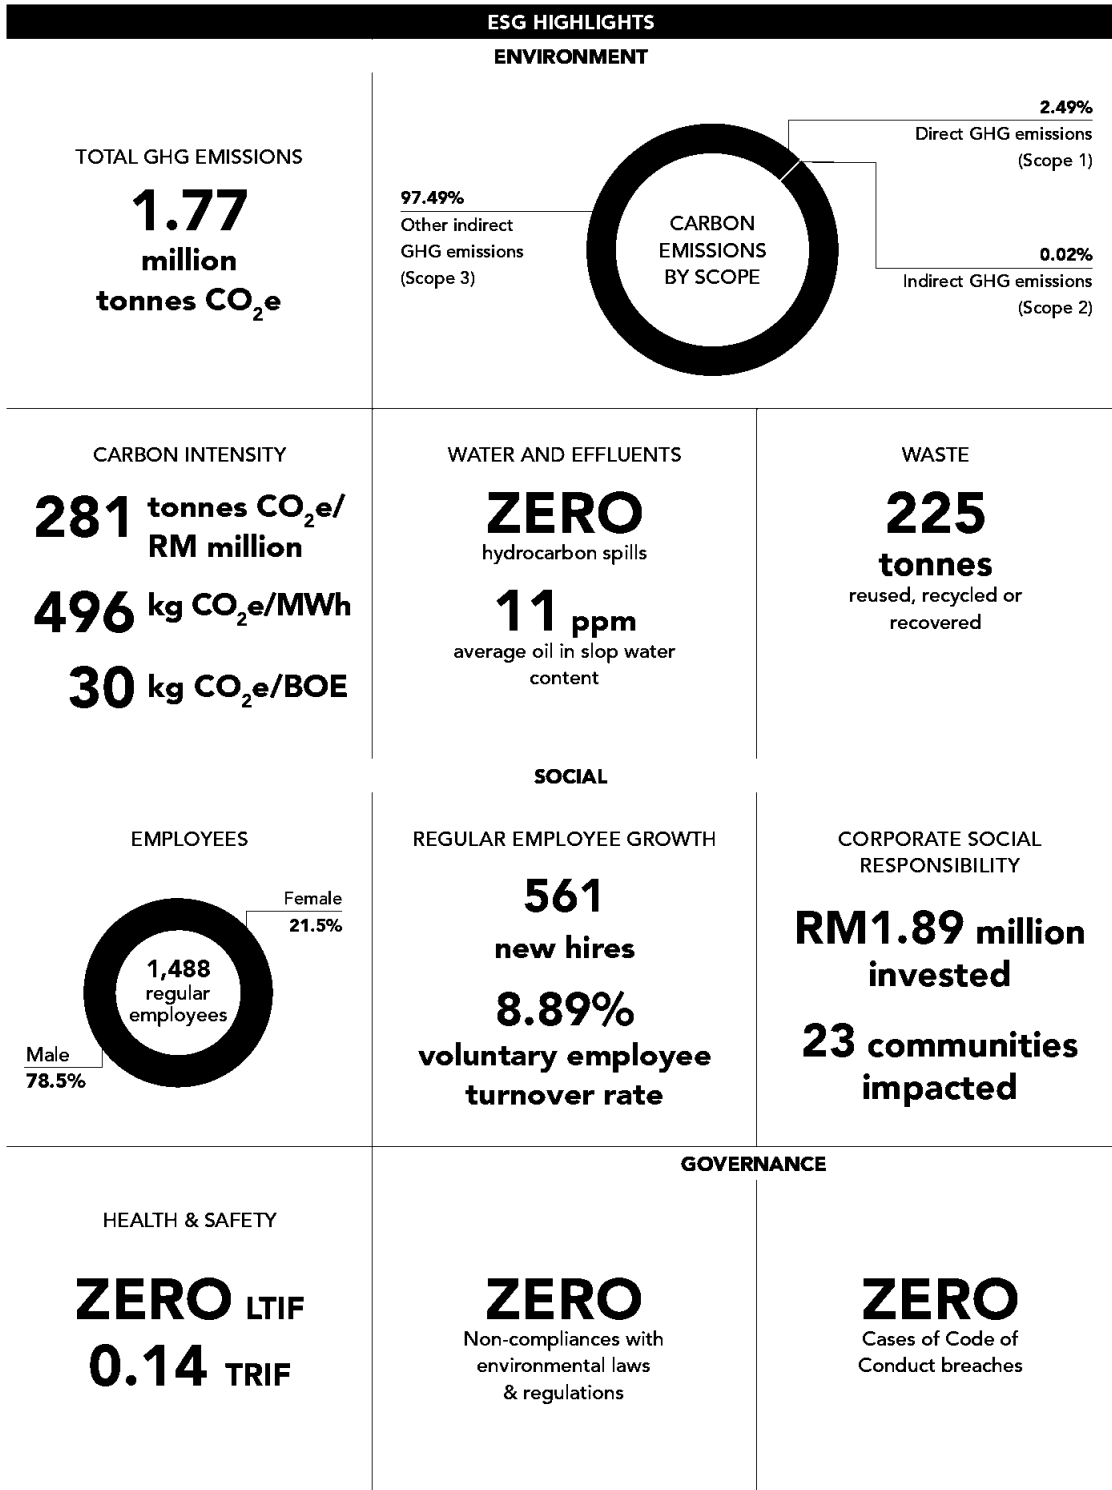 ESG HIGHLIGHTS
ENVIRONMENT
TOTAL GHG EMISSIONS
1.77
million
tonnes CO₂e
97.49%
Other indirect
GHG emissions
(Scope 3)
CARBON
EMISSIONS
BY SCOPE
2.49%
Direct GHG emissions
(Scope 1)
0.02%
Indirect GHG emissions
(Scope 2)
CARBON INTENSITY
281 tonnes CO₂e/
RM million
496 kg CO₂e/MWh
30 kg CO₂e/BOE
WATER AND EFFLUENTS
ZERO
hydrocarbon spills
11 ppm
average oil in slop water
content
WASTE
225
tonnes
reused, recycled or
recovered
SOCIAL
EMPLOYEES
Female
21.5%
1,488
regular
employees
Male
78.5%
REGULAR EMPLOYEE GROWTH
561
new hires
8.89%
voluntary employee
turnover rate
CORPORATE SOCIAL
RESPONSIBILITY
RM1.89 million
invested
23 communities
impacted
HEALTH & SAFETY
ZERO LTIF
0.14 TRIF
GOVERNANCE
ZERO
Non-compliances with
environmental laws
& regulations
ZERO
Cases of Code of
Conduct breaches